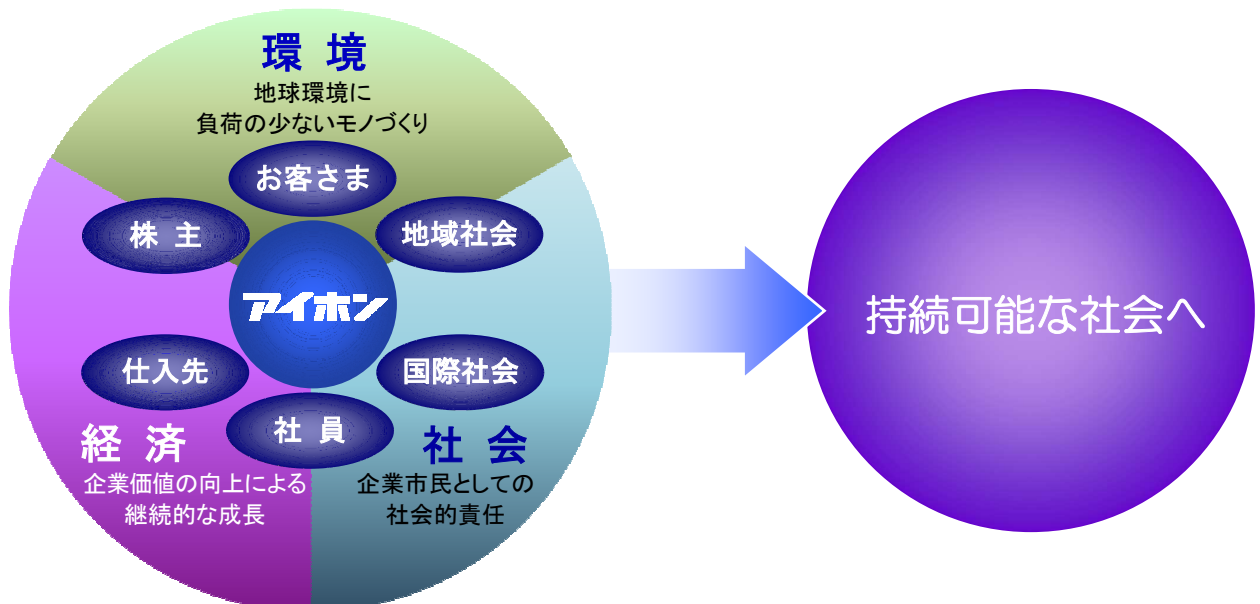 環 境
地球環境に
負荷の少ないモノづくり
お客さま
株 主
地域社会
アイホン
仕入先
国際社会
社 員
経 済
企業価値の向上による
継続的な成長
社 会
企業市民としての
社会的責任
持続可能な社会へ